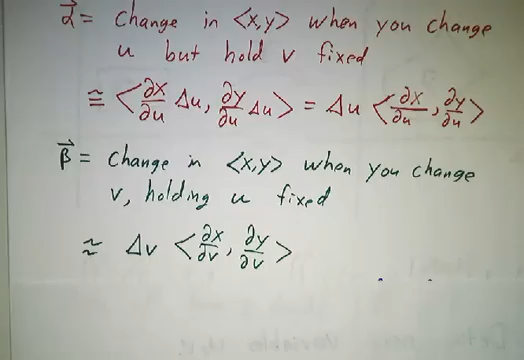 α⃗ = Change in <x,y> when you change
u but hold v fixed
≅ <∂x/∂u Δu, ∂y/∂u Δu> = Δu <∂x/∂u, ∂y/∂u>
β⃗ = Change in <x,y> when you change
v, holding u fixed
≈ Δv <∂x/∂v, ∂y/∂v>